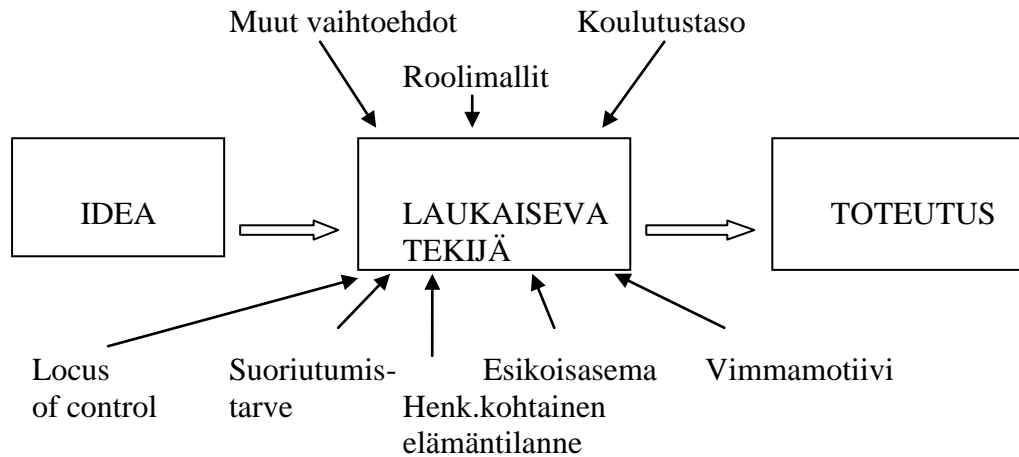 Muut vaihtoehdot
Koulutustaso
Roolimallit
IDEA
LAUKAISEVA
TEKIJÄ
TOTEUTUS
Locus
of control
Suoriutumis-
tarve
Henk.kohtainen
elämäntilanne
Esikoisasema
Vimmamotiivi